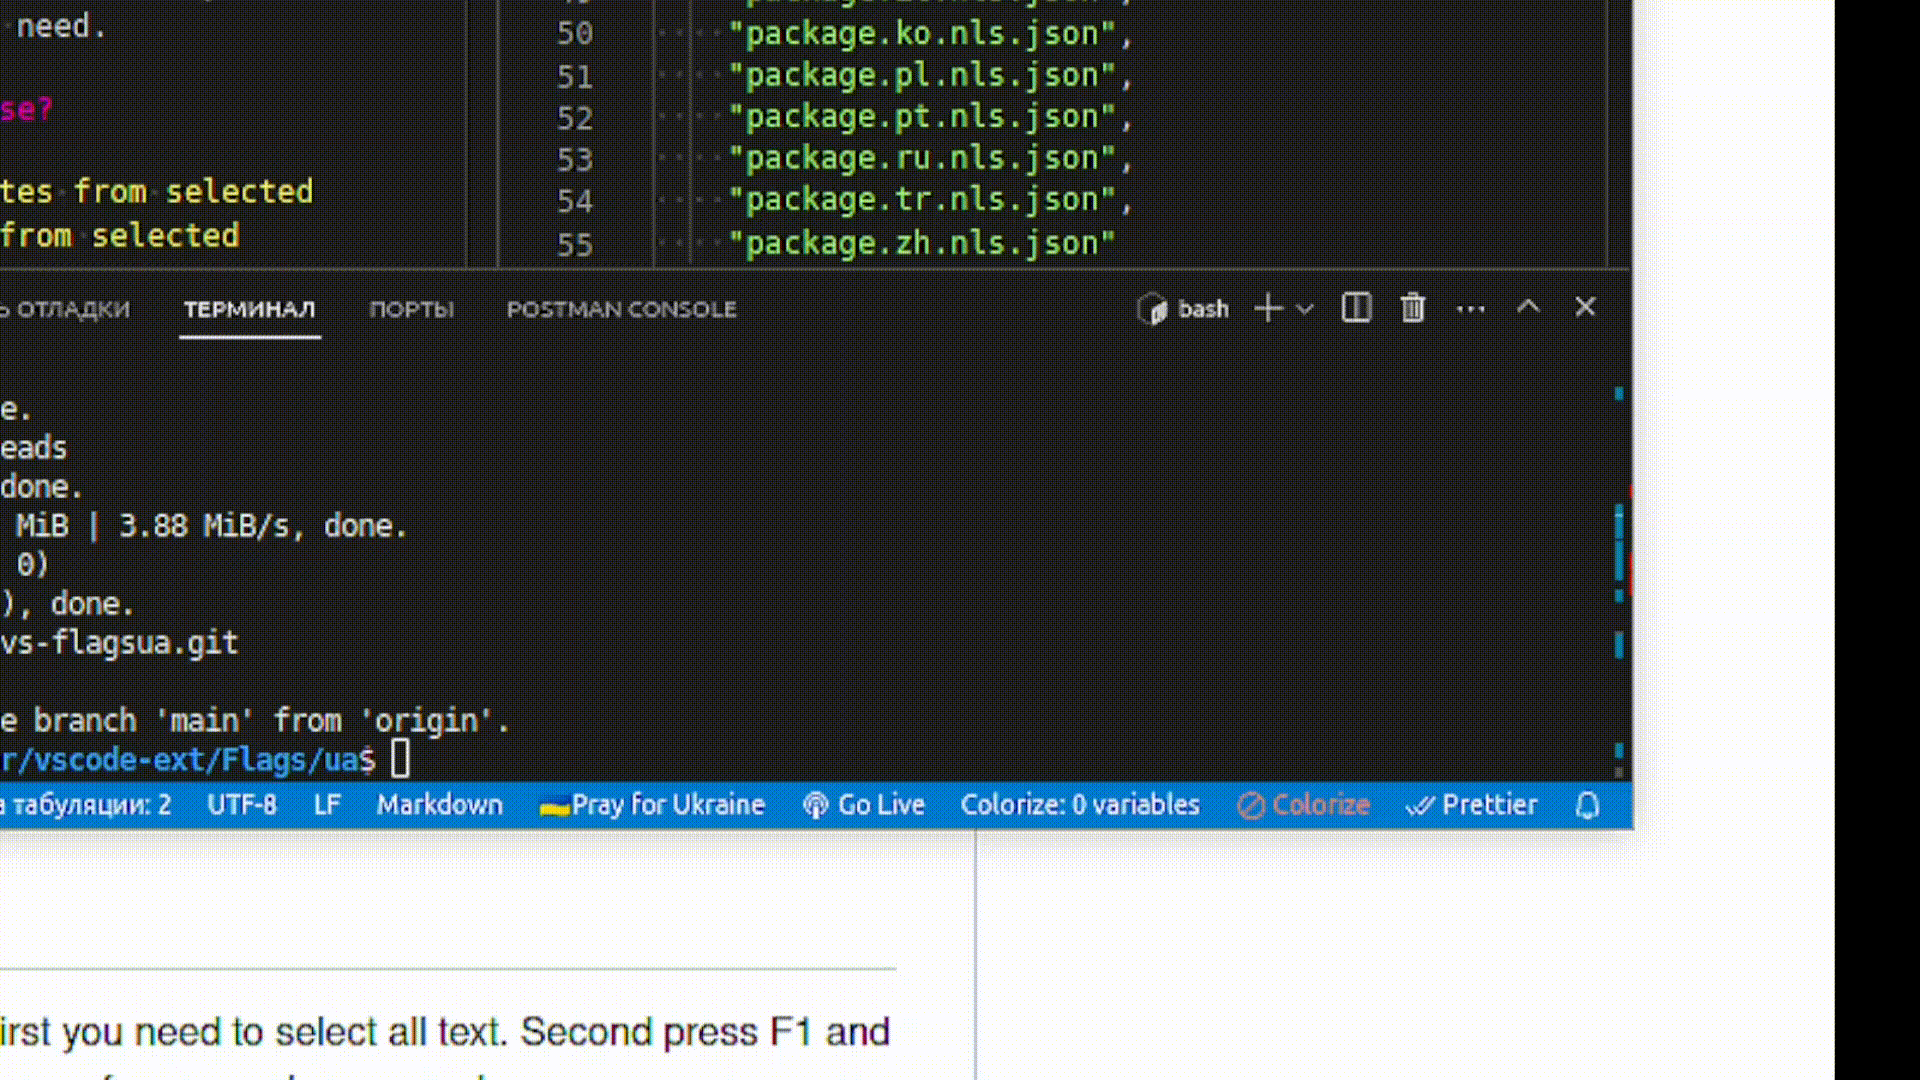 need.
se?
tes from selected
from selected
50 "package.ko.nls.json",
51 "package.pl.nls.json",
52 "package.pt.nls.json",
53 "package.ru.nls.json",
54 "package.tr.nls.json",
55 "package.zh.nls.json"
Ь ОТЛАДКИ ТЕРМИНАЛ ПОРТЫ POSTMAN CONSOLE bash
e.
eads
done.
MiB | 3.88 MiB/s, done.
0)
), done.
vs-flagsua.git
e branch 'main' from 'origin'.
r/vscode-ext/Flags/ua$
а табуляции: 2 UTF-8 LF Markdown Pray for Ukraine Go Live Colorize: 0 variables Colorize Prettier
irst you need to select all text. Second press F1 and